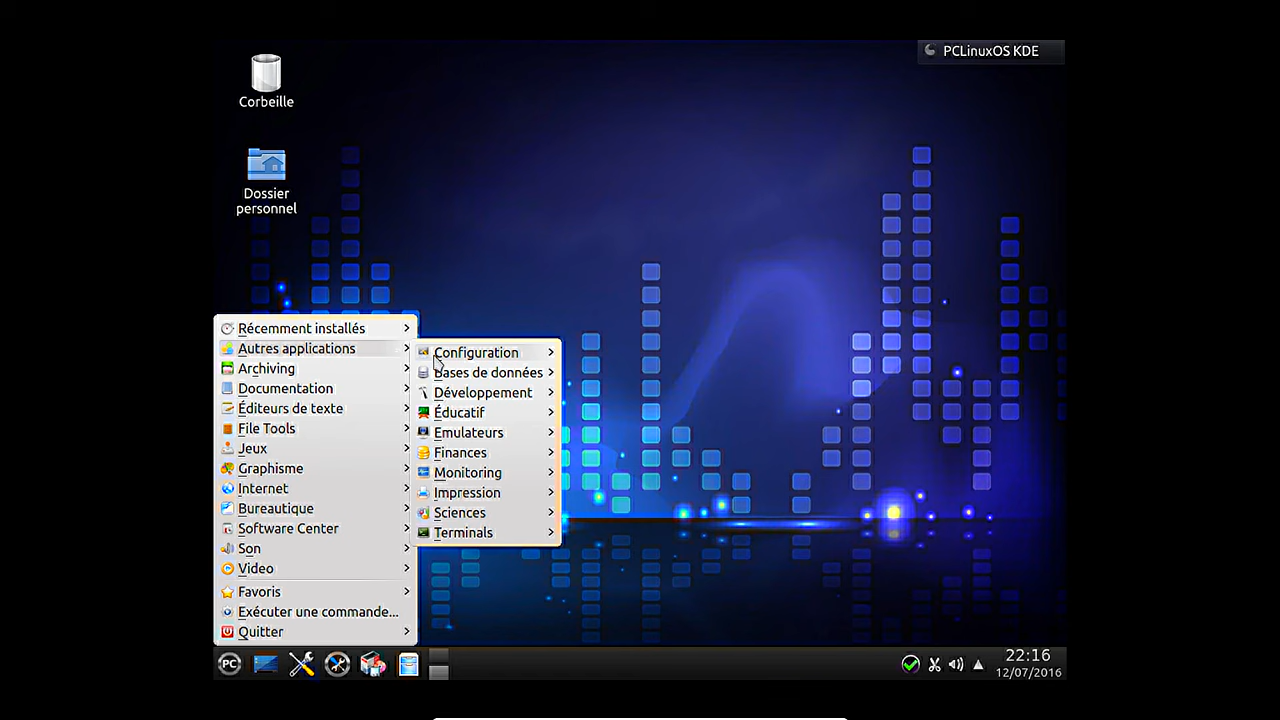 PCLinuxOS KDE
Corbeille
Dossier
personnel
Récemment installés
Autres applications
Archiving
Documentation
Éditeurs de texte
File Tools
Jeux
Graphisme
Internet
Bureautique
Software Center
Son
Video
Favoris
Exécuter une commande...
Quitter
Configuration
Bases de données
Développement
Éducatif
Emulateurs
Finances
Monitoring
Impression
Sciences
Terminals
PC
22:16
12/07/2016